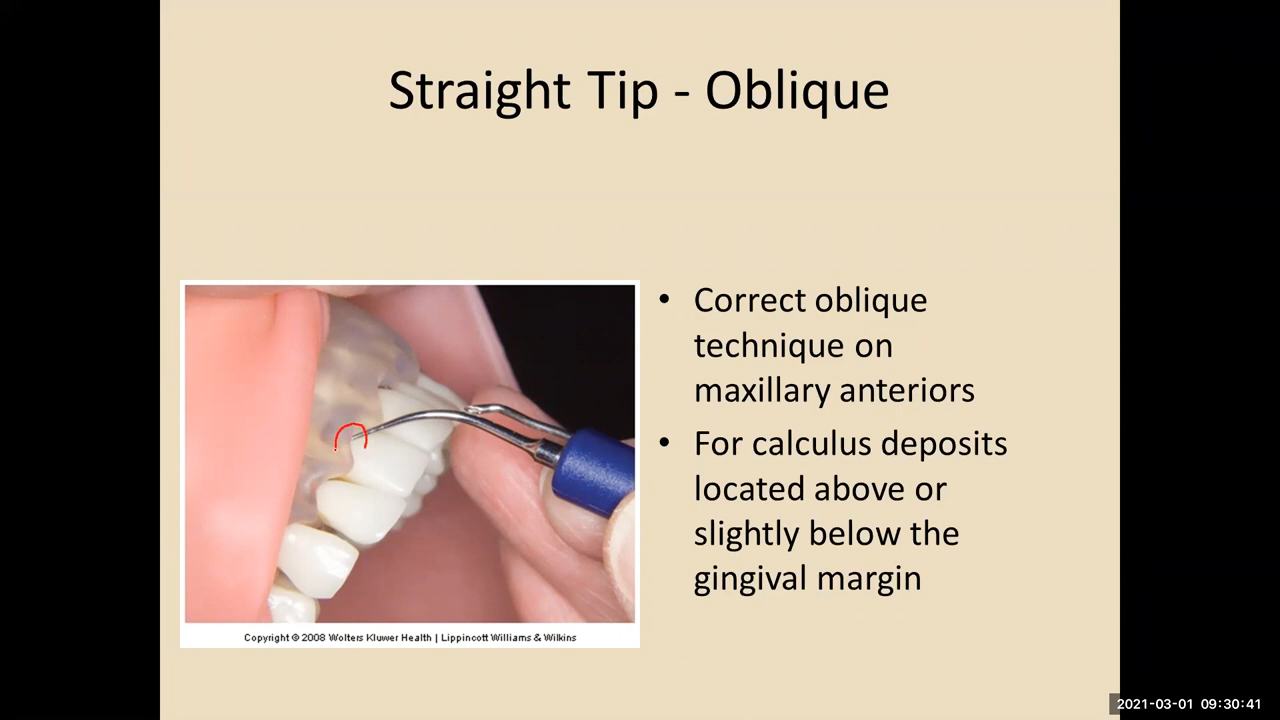 Straight Tip - Oblique
• Correct oblique
technique on
maxillary anteriors
• For calculus deposits
located above or
slightly below the
gingival margin
Copyright © 2008 Wolters Kluwer Health | Lippincott Williams & Wilkins
2021-03-01 09:30:41